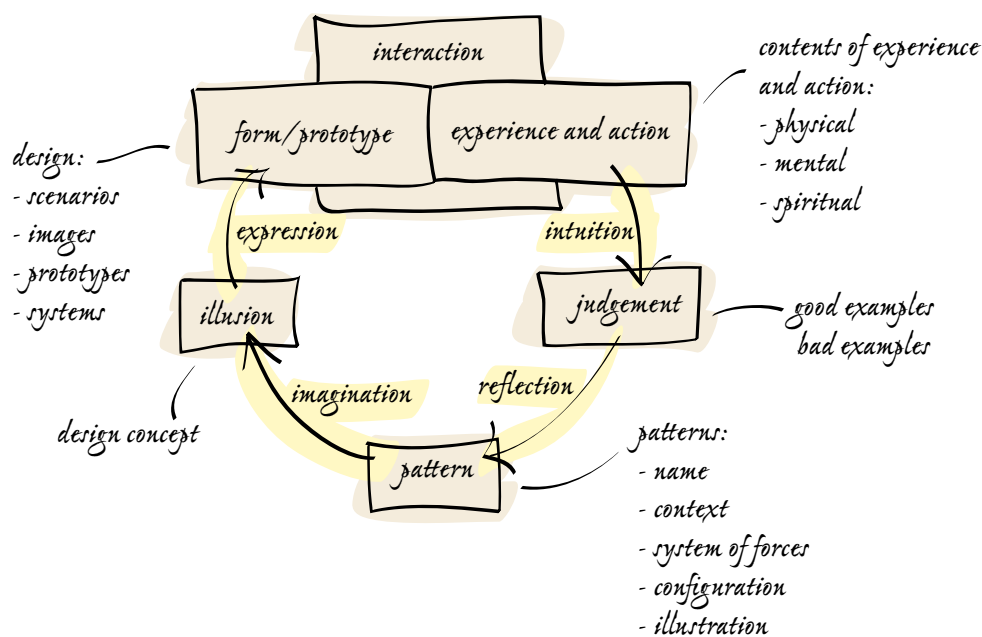 interaction
form/prototype
experience and action
contents of experience
and action:
- physical
- mental
- spiritual
design:
- scenarios
- images
- prototypes
- systems
expression
intuition
illusion
judgement
good examples
bad examples
imagination
reflection
design concept
pattern
patterns:
- name
- context
- system of forces
- configuration
- illustration